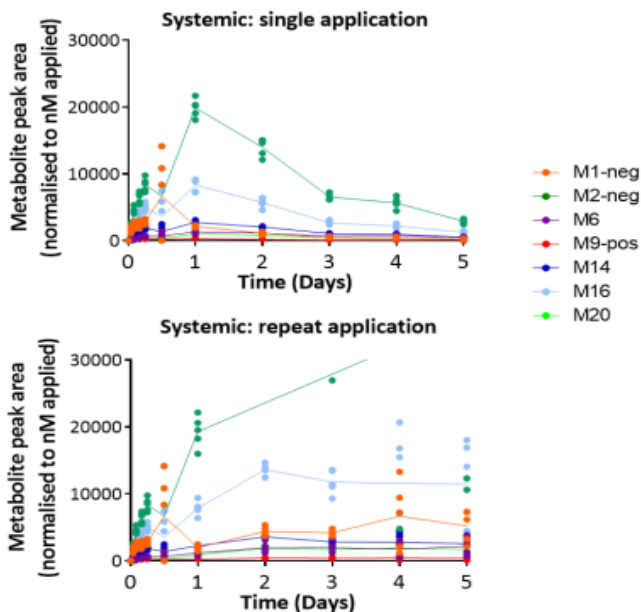 Systemic: single application
Metabolite peak area
(normalised to nM applied)
30000
20000
10000
0
0 1 2 3 4 5
Time (Days)
M1-neg
M2-neg
M6
M9-pos
M14
M16
M20
Systemic: repeat application
Metabolite peak area
(normalised to nM applied)
30000
20000
10000
0
0 1 2 3 4 5
Time (Days)